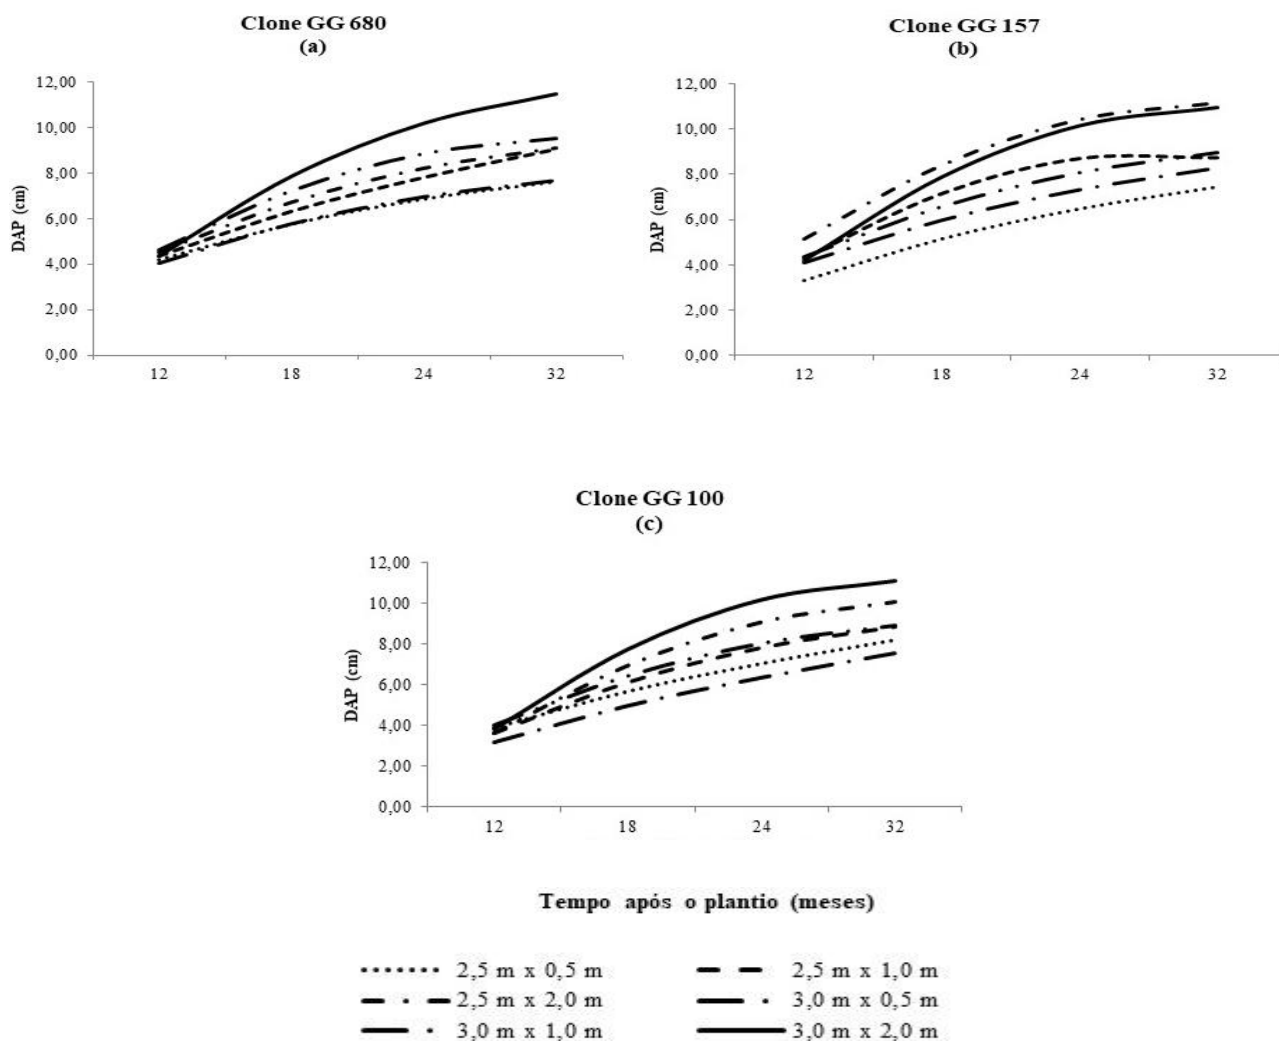 Clone GG 680
(a)
12,00
10,00
8,00
6,00
4,00
2,00
0,00
DAP (cm)
12 18 24 32
Clone GG 157
(b)
12,00
10,00
8,00
6,00
4,00
2,00
0,00
DAP (cm)
12 18 24 32
Clone GG 100
(c)
12,00
10,00
8,00
6,00
4,00
2,00
0,00
DAP (cm)
12 18 24 32
Tempo após o plantio (meses)
2,5 m x 0,5 m
2,5 m x 1,0 m
2,5 m x 2,0 m
3,0 m x 0,5 m
3,0 m x 1,0 m
3,0 m x 2,0 m